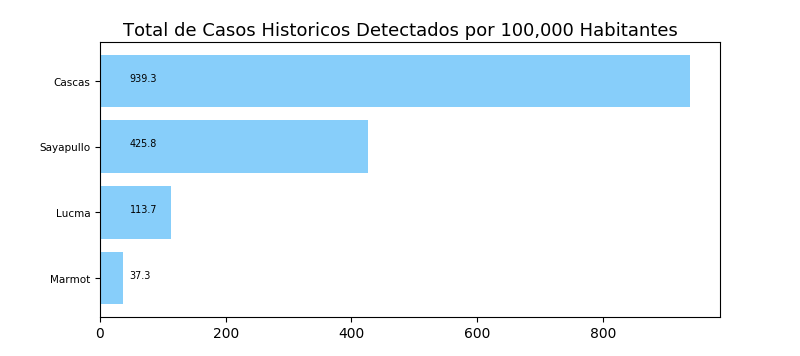 Total de Casos Historicos Detectados por 100,000 Habitantes
Cascas 939.3
Sayapullo 425.8
Lucma 113.7
Marmot 37.3
0 200 400 600 800